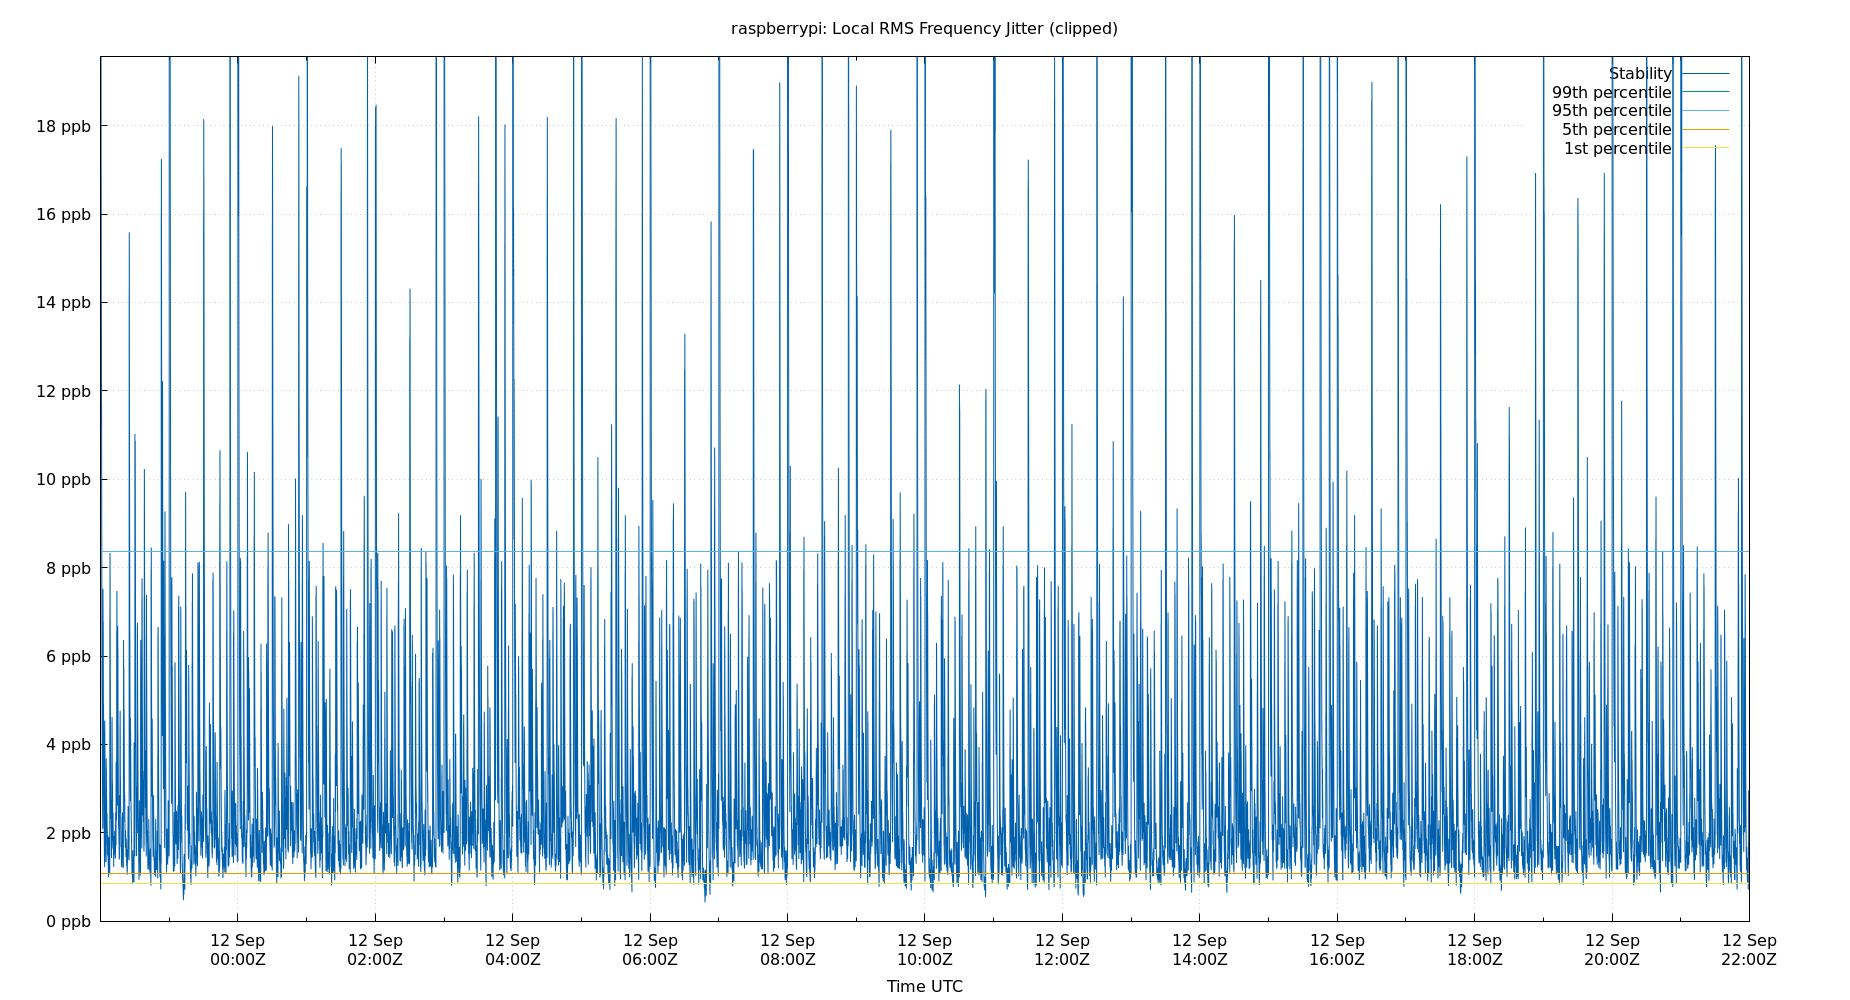 raspberrypi: Local RMS Frequency Jitter (clipped)
Stability
99th percentile
95th percentile
5th percentile
1st percentile
18 ppb
16 ppb
14 ppb
12 ppb
10 ppb
8 ppb
6 ppb
4 ppb
2 ppb
0 ppb
12 Sep 12 Sep 12 Sep 12 Sep 12 Sep 12 Sep 12 Sep 12 Sep 12 Sep 12 Sep 12 Sep 12 Sep
00:00Z 02:00Z 04:00Z 06:00Z 08:00Z 10:00Z 12:00Z 14:00Z 16:00Z 18:00Z 20:00Z 22:00Z
Time UTC